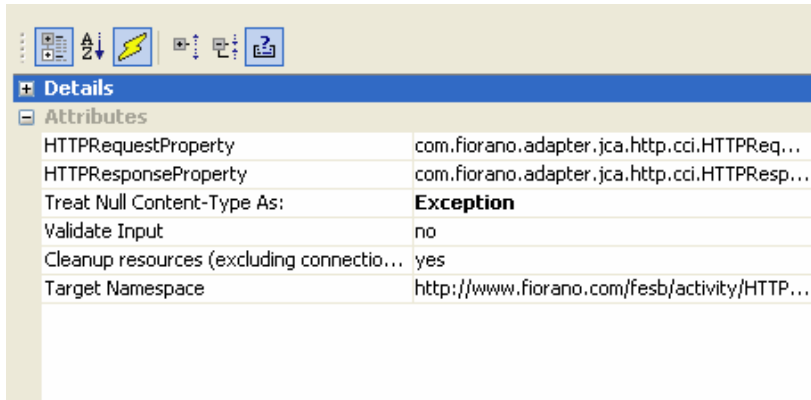 Details
Attributes
HTTPRequestProperty com.fiorano.adapter.jca.http.cci.HTTPReq...
HTTPResponseProperty com.fiorano.adapter.jca.http.cci.HTTPResp...
Treat Null Content-Type As: Exception
Validate Input no
Cleanup resources (excluding connectio... yes
Target Namespace http://www.fiorano.com/fesb/activity/HTTP...